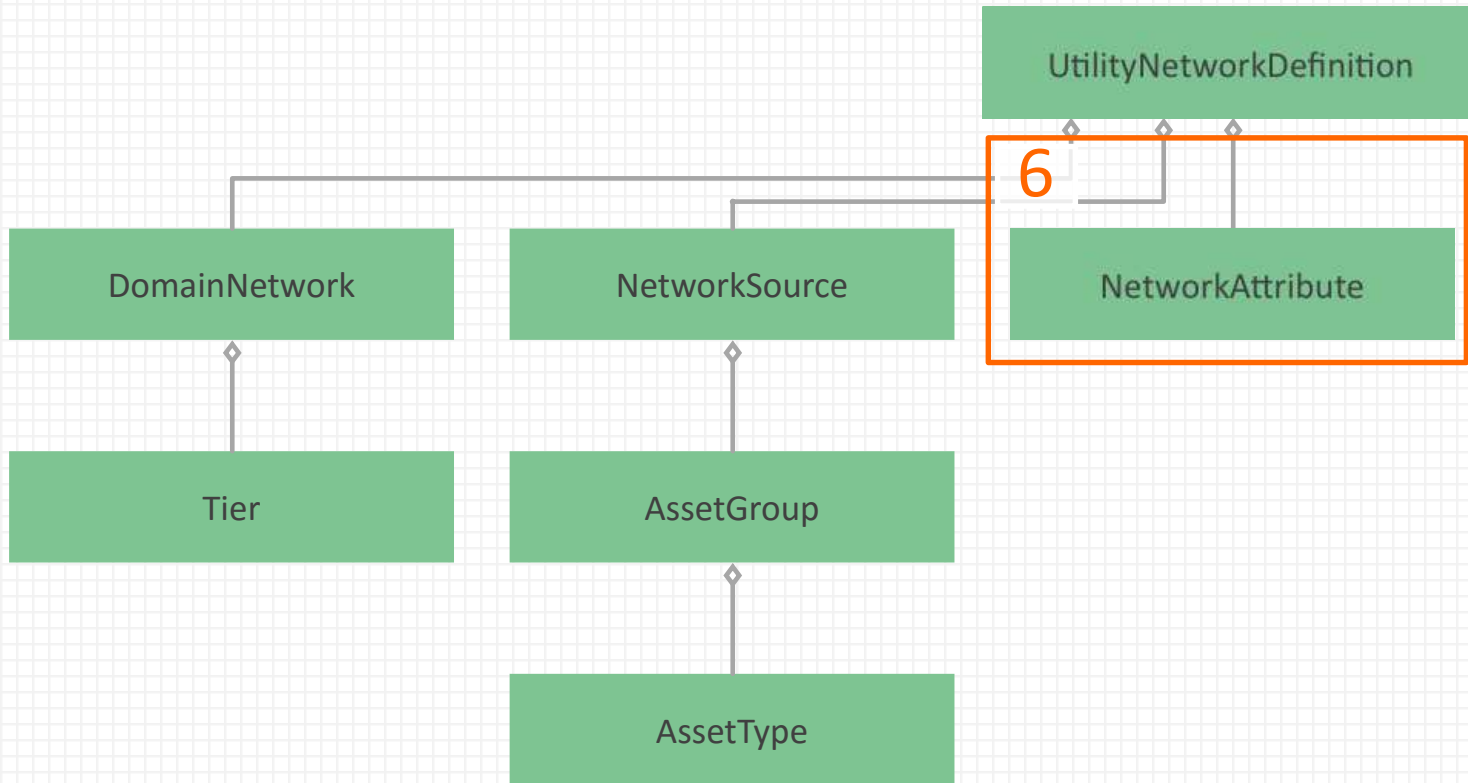 UtilityNetworkDefinition
6
DomainNetwork
NetworkSource
NetworkAttribute
Tier
AssetGroup
AssetType